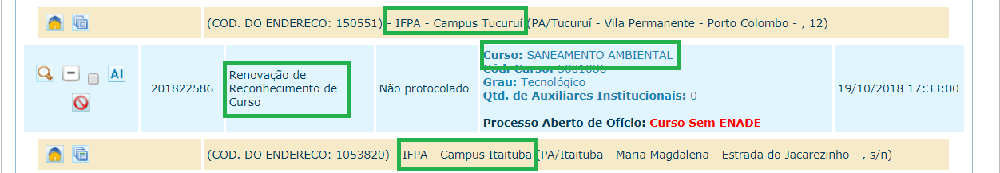 (COD. DO ENDERECO: 150551) - IFPA - Campus Tucuruí (PA/Tucuruí - Vila Permanente - Porto Colombo - , 12)
AI
201822586
Renovação de
Reconhecimento de
Curso
Não protocolado
Curso: SANEAMENTO AMBIENTAL
Cód. Curso: 5001086
Grau: Tecnológico
Qtd. de Auxiliares Institucionais: 0
Processo Aberto de Ofício: Curso Sem ENADE
19/10/2018 17:33:00
(COD. DO ENDERECO: 1053820) - IFPA - Campus Itaituba (PA/Itaituba - Maria Magdalena - Estrada do Jacarezinho - , s/n)